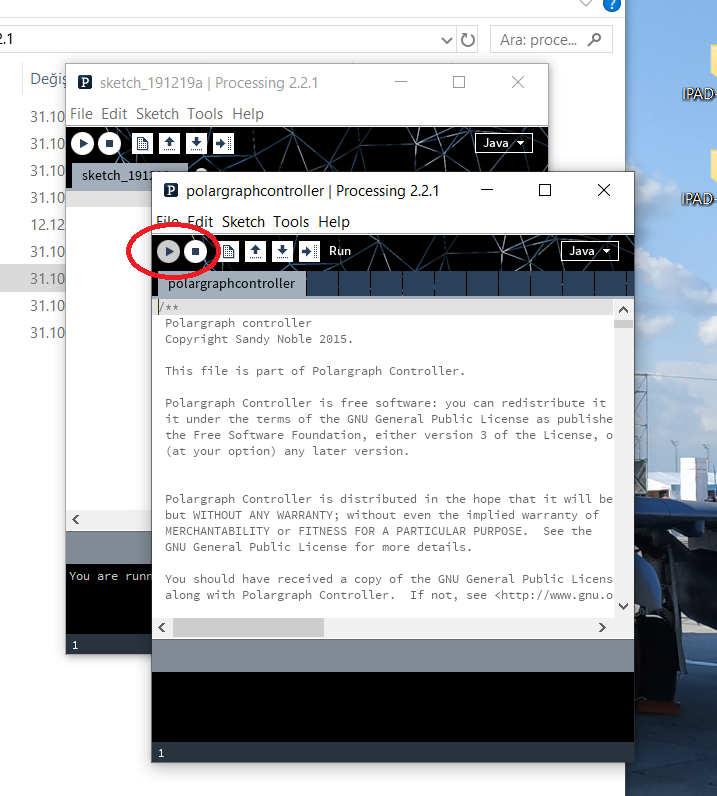 ?
2.1
Ara: proce...
Değiş
31.10
31.10
31.10
31.10
12.12
31.10
31.10
31.10
31.10
IPAD-
IPAD-
P sketch_191219a | Processing 2.2.1
File Edit Sketch Tools Help
Java
sketch_1912
You are runn
1
P polargraphcontroller | Processing 2.2.1
File Edit Sketch Tools Help
Run
Java
polargraphcontroller
/**
Polargraph controller
Copyright Sandy Noble 2015.
This file is part of Polargraph Controller.
Polargraph Controller is free software: you can redistribute it
it under the terms of the GNU General Public License as publishe
the Free Software Foundation, either version 3 of the License, o
(at your option) any later version.
Polargraph Controller is distributed in the hope that it will be
but WITHOUT ANY WARRANTY; without even the implied warranty of
MERCHANTABILITY or FITNESS FOR A PARTICULAR PURPOSE.  See the
GNU General Public License for more details.
You should have received a copy of the GNU General Public Licens
along with Polargraph Controller.  If not, see <http://www.gnu.o
1